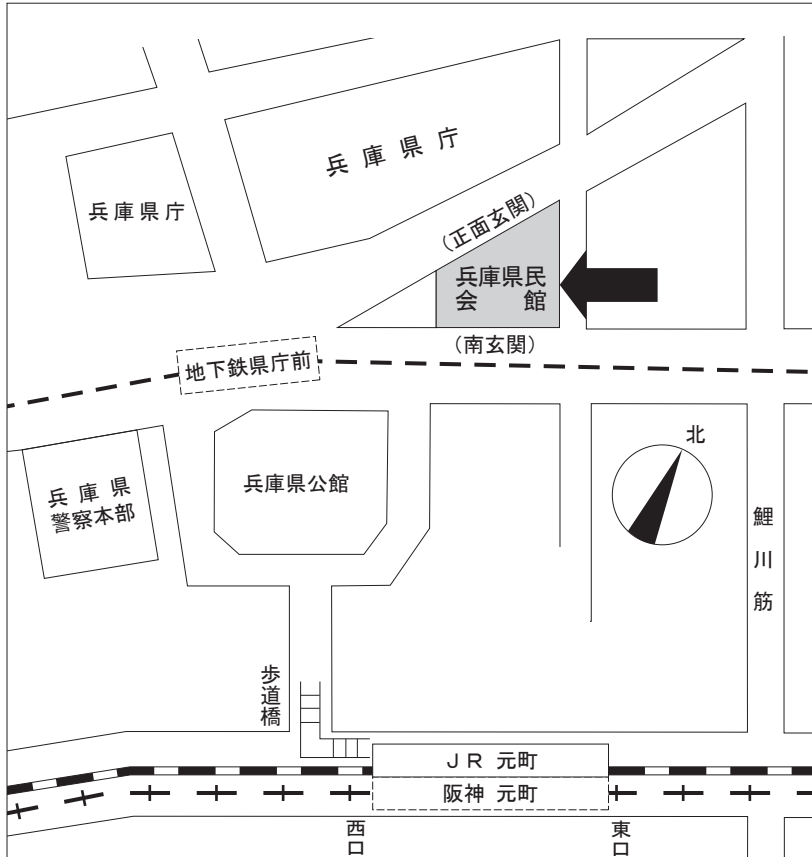 兵庫県庁
兵庫県庁
（正面玄関）
兵庫県民
会館
（南玄関）
地下鉄県庁前
北
兵庫県公館
兵庫県
警察本部
鯉川筋
歩道橋
ＪＲ 元町
阪神 元町
西口
東口